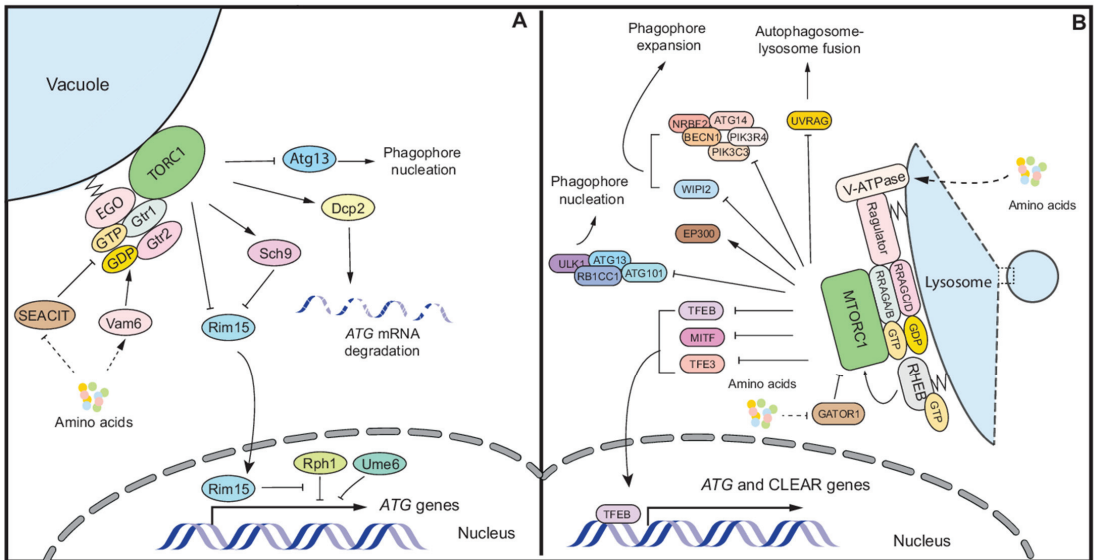 A
Vacuole
TORC1
EGO
Gtr1
GTP
Gtr2
GDP
SEACIT
Vam6
Amino acids
Atg13
Phagophore
nucleation
Dcp2
Sch9
Rim15
ATG mRNA
degradation
Rim15
Rph1
Ume6
ATG genes
Nucleus
B
Phagophore
expansion
Autophagosome-
lysosome fusion
NRBF2
ATG14
BECN1
PIK3R4
PIK3C3
UVRAG
WIPI2
Phagophore
nucleation
EP300
ULK1
ATG13
RB1CC1
ATG101
TFEB
MITF
TFE3
Amino acids
GATOR1
MTORC1
V-ATPase
Ragulator
RRAGA/B
RRAGC/D
GTP
GDP
RHEB
GTP
Amino acids
Lysosome
TFEB
ATG and CLEAR genes
Nucleus